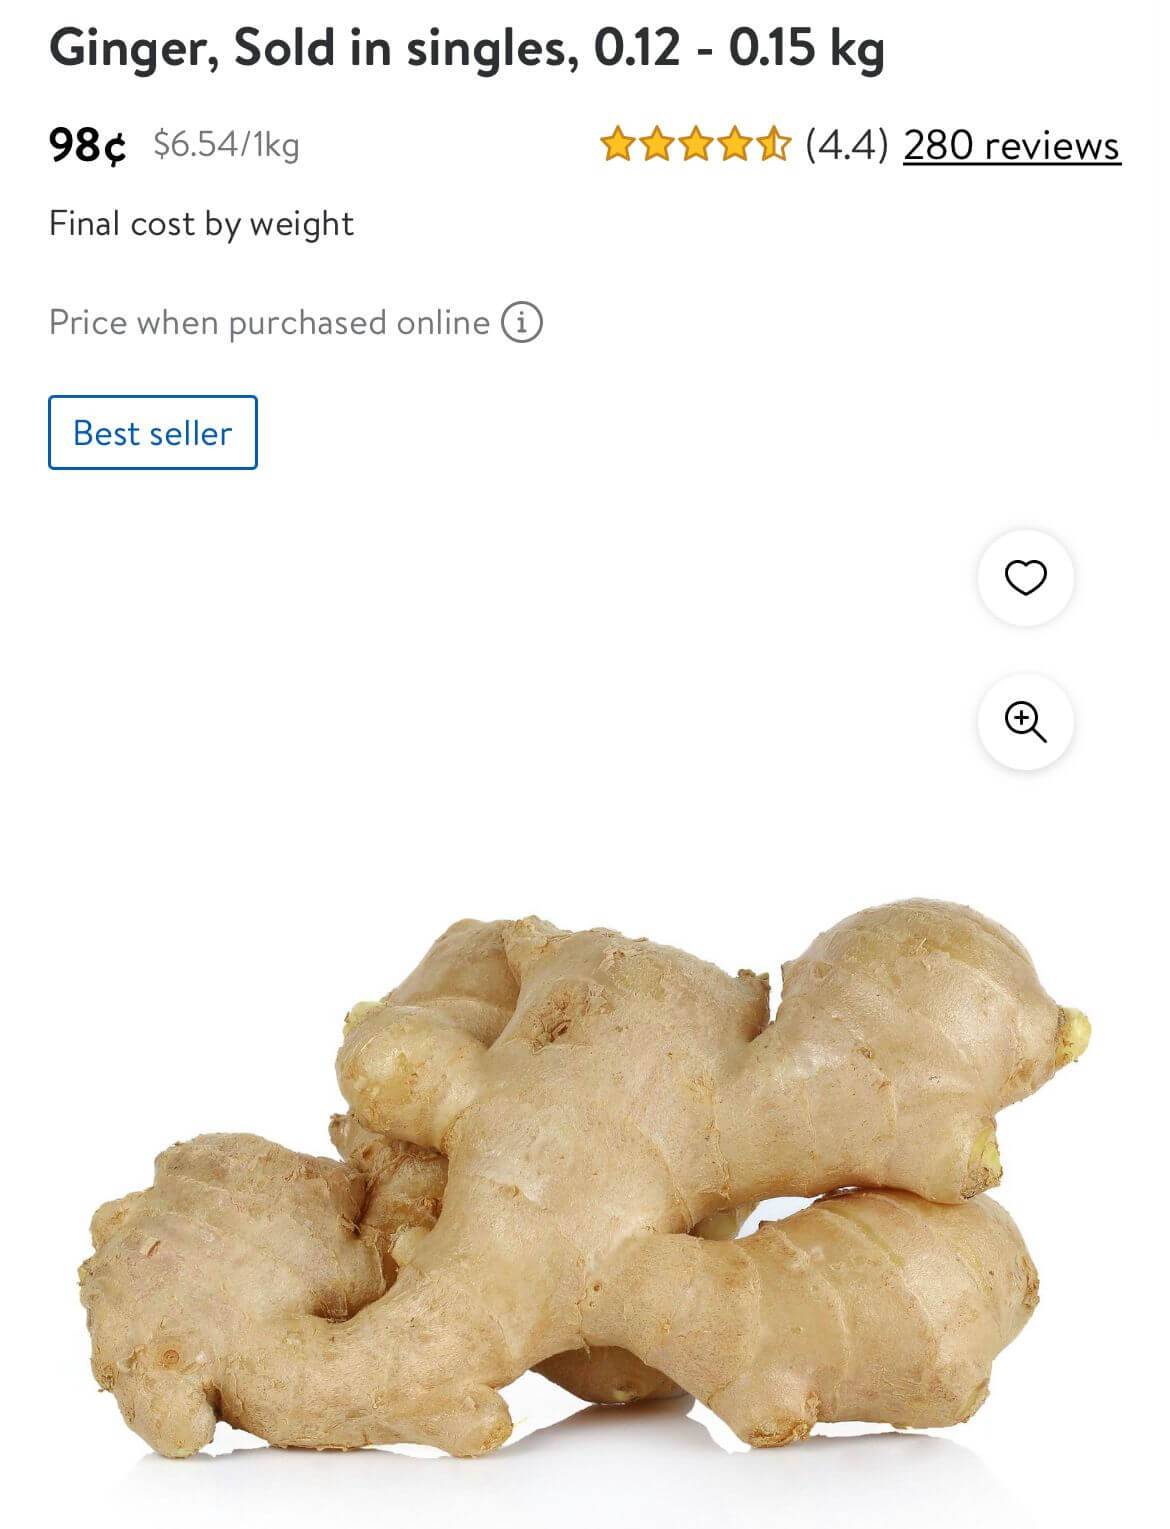 Ginger, Sold in singles, 0.12 - 0.15 kg
98¢ $6.54/1kg (4.4) 280 reviews
Final cost by weight
Price when purchased online
Best seller